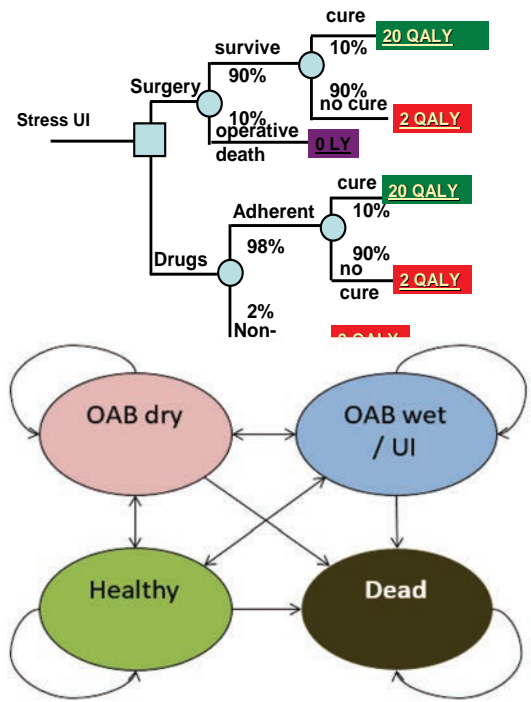 cure
20 QALY
10%
survive
90%
Surgery
90%
no cure
2 QALY
10%
operative
death
0 LY
Stress UI
cure
20 QALY
10%
Adherent
98%
90%
no
cure
2 QALY
Drugs
2%
Non-
QALY
OAB dry
OAB wet
/ UI
Healthy
Dead